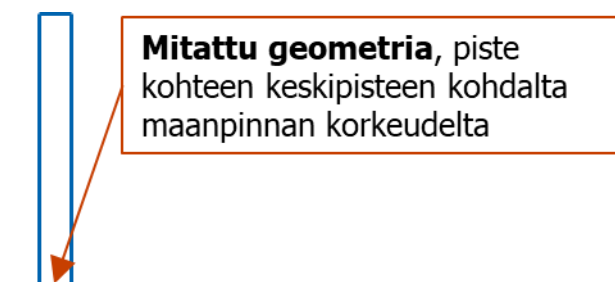 Mitattu geometria, piste
kohteen keskipisteen kohdalta
maanpinnan korkeudelta